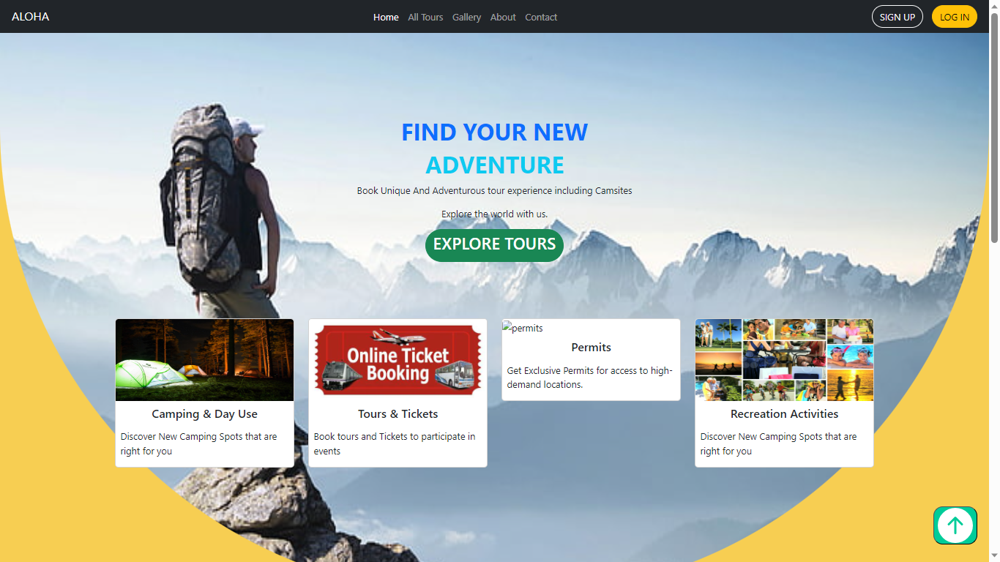 ALOHA
Home All Tours Gallery About Contact
SIGN UP LOG IN
FIND YOUR NEW
ADVENTURE
Book Unique And Adventurous tour experience including Camsites
Explore the world with us.
EXPLORE TOURS
Online Ticket
Booking
Camping & Day Use
Discover New Camping Spots that are
right for you
Tours & Tickets
Book tours and Tickets to participate in
events
permits
Permits
Get Exclusive Permits for access to high-
demand locations.
Recreation Activities
Discover New Camping Spots that are
right for you